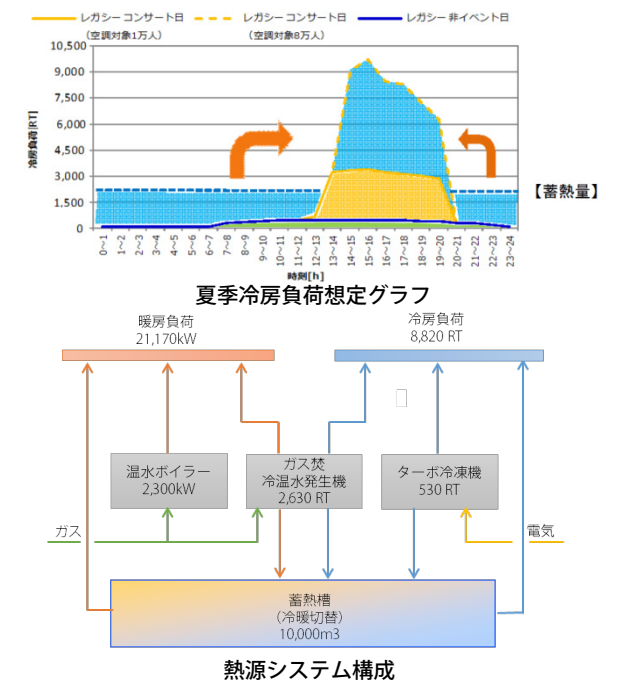 レガシー コンサート日 レガシー コンサート日 レガシー 非イベント日
（空調対象1万人） （空調対象8万人）
冷房負荷[RT]
10,500
9,000
7,500
6,000
4,500
3,000
1,500
0
【蓄熱量】
0～1 1～2 2～3 3～4 4～5 5～6 6～7 7～8 8～9 9～10 10～11 11～12 12～13 13～14 14～15 15～16 16～17 17～18 18～19 19～20 20～21 21～22 22～23 23～24
時刻[h]
夏季冷房負荷想定グラフ
暖房負荷
21,170kW
冷房負荷
8,820 RT
温水ボイラー
2,300kW
ガス焚
冷温水発生機
2,630 RT
ターボ冷凍機
530 RT
ガス
電気
蓄熱槽
（冷暖切替）
10,000m3
熱源システム構成